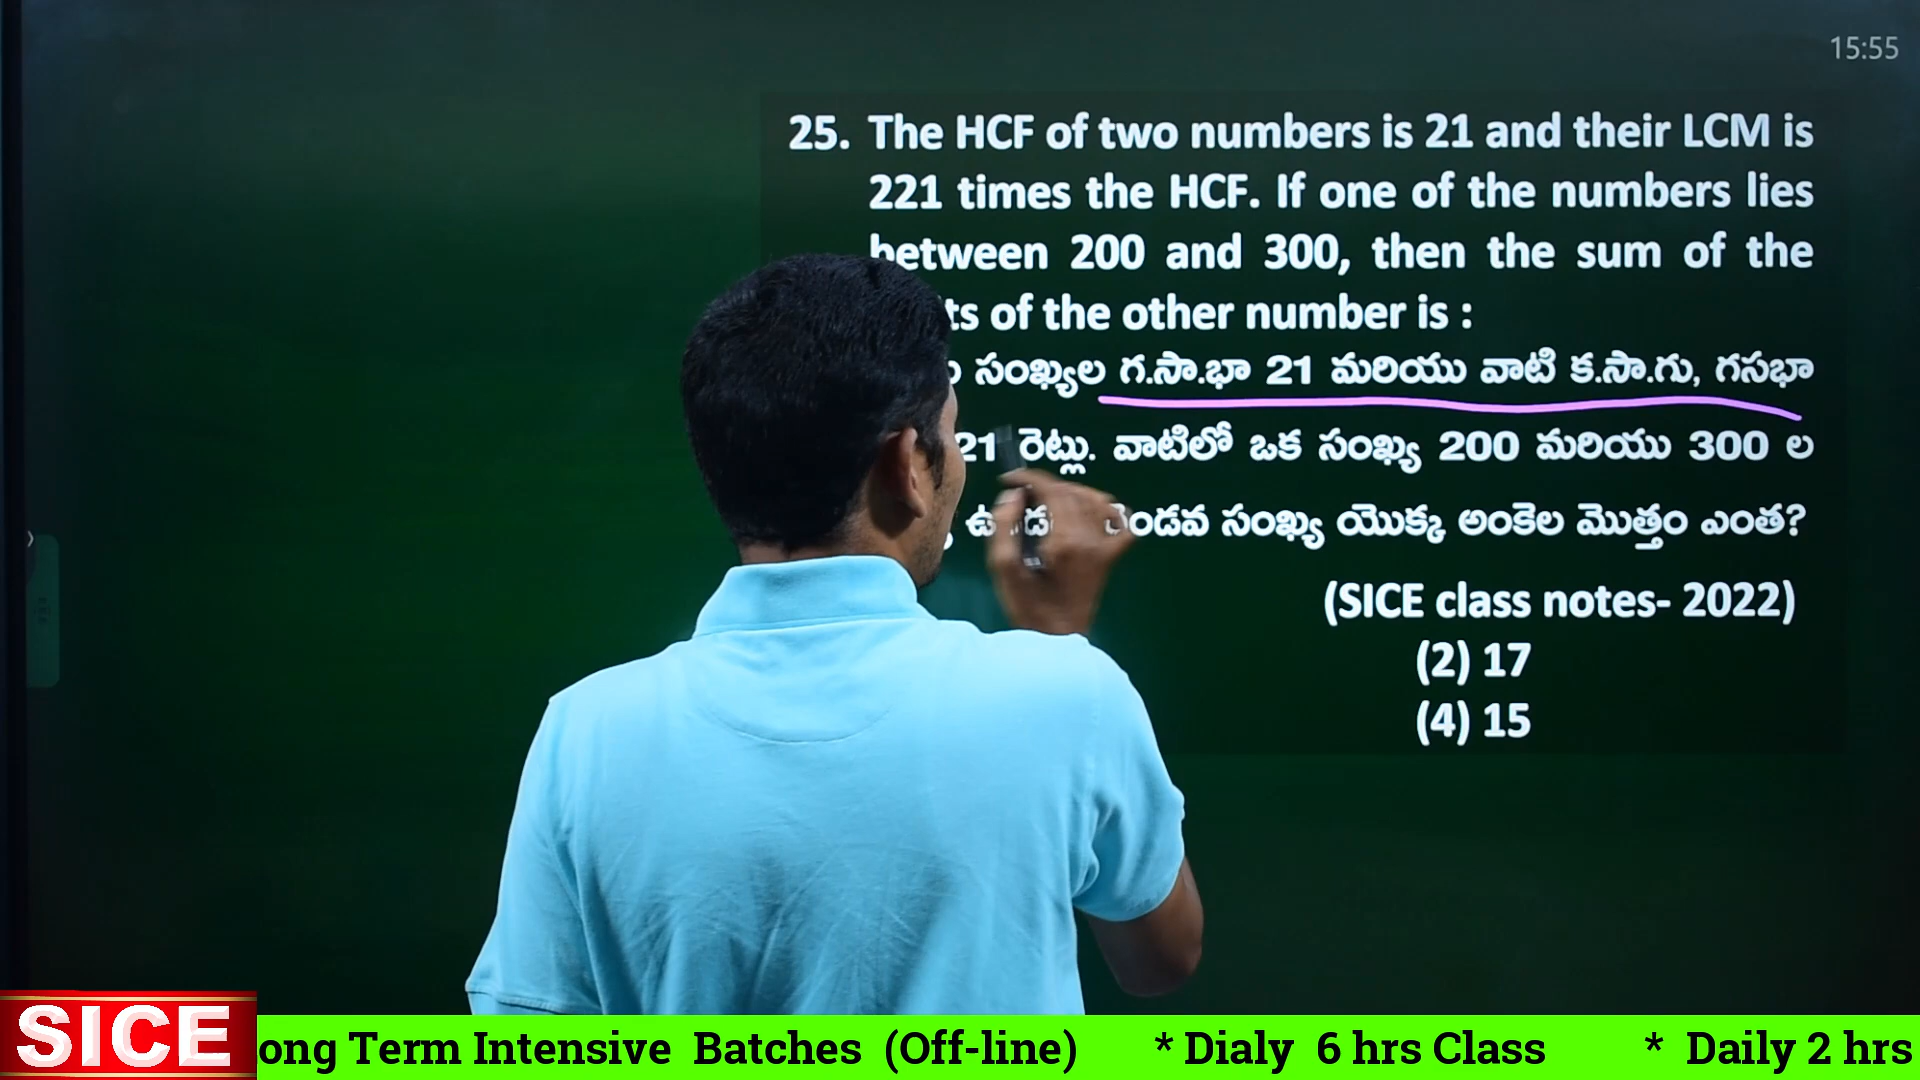 15:55
25. The HCF of two numbers is 21 and their LCM is
221 times the HCF. If one of the numbers lies
between 200 and 300, then the sum of the
of the other number is :
సంఖ్యల గ.సా.భా 21 మరియు వాటి క.సా.గు, గసభా
21 రెట్లు. వాటిలో ఒక సంఖ్య 200 మరియు 300 ల
సంఖ్య యొక్క అంకెల మొత్తం ఎంత?
(SICE class notes- 2022)
(2) 17
(4) 15
SICE
Term Intensive Batches (Off-line) * Dialy 6 hrs Class * Daily 2 hrs